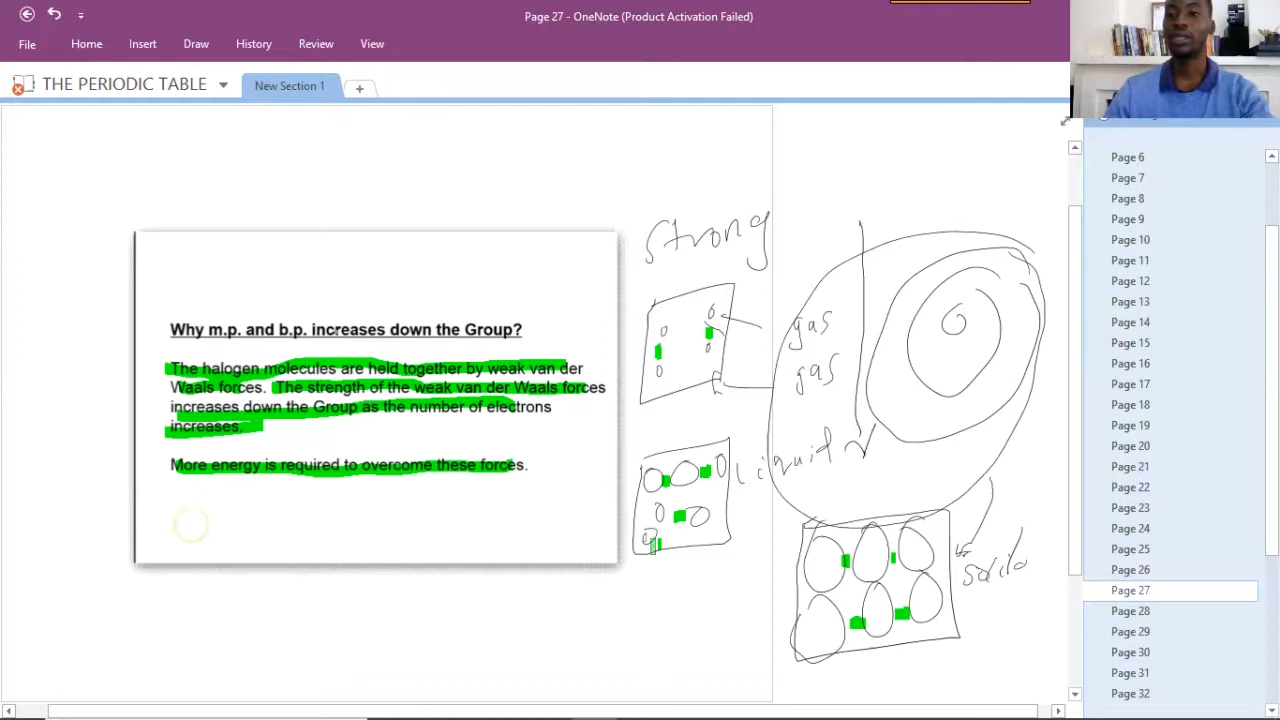 Page 27 - OneNote (Product Activation Failed)
File Home Insert Draw History Review View
THE PERIODIC TABLE New Section 1
Page 6
Page 7
Page 8
Page 9
Page 10
Page 11
Page 12
Page 13
Page 14
Page 15
Page 16
Page 17
Page 18
Page 19
Page 20
Page 21
Page 22
Page 23
Page 24
Page 25
Page 26
Page 27
Page 28
Page 29
Page 30
Page 31
Page 32
Why m.p. and b.p. increases down the Group?
The halogen molecules are held together by weak van der
Waals forces. The strength of the weak van der Waals forces
increases down the Group as the number of electrons
increases.
More energy is required to overcome these forces.
Strong
gas
gas
liquid
Solid